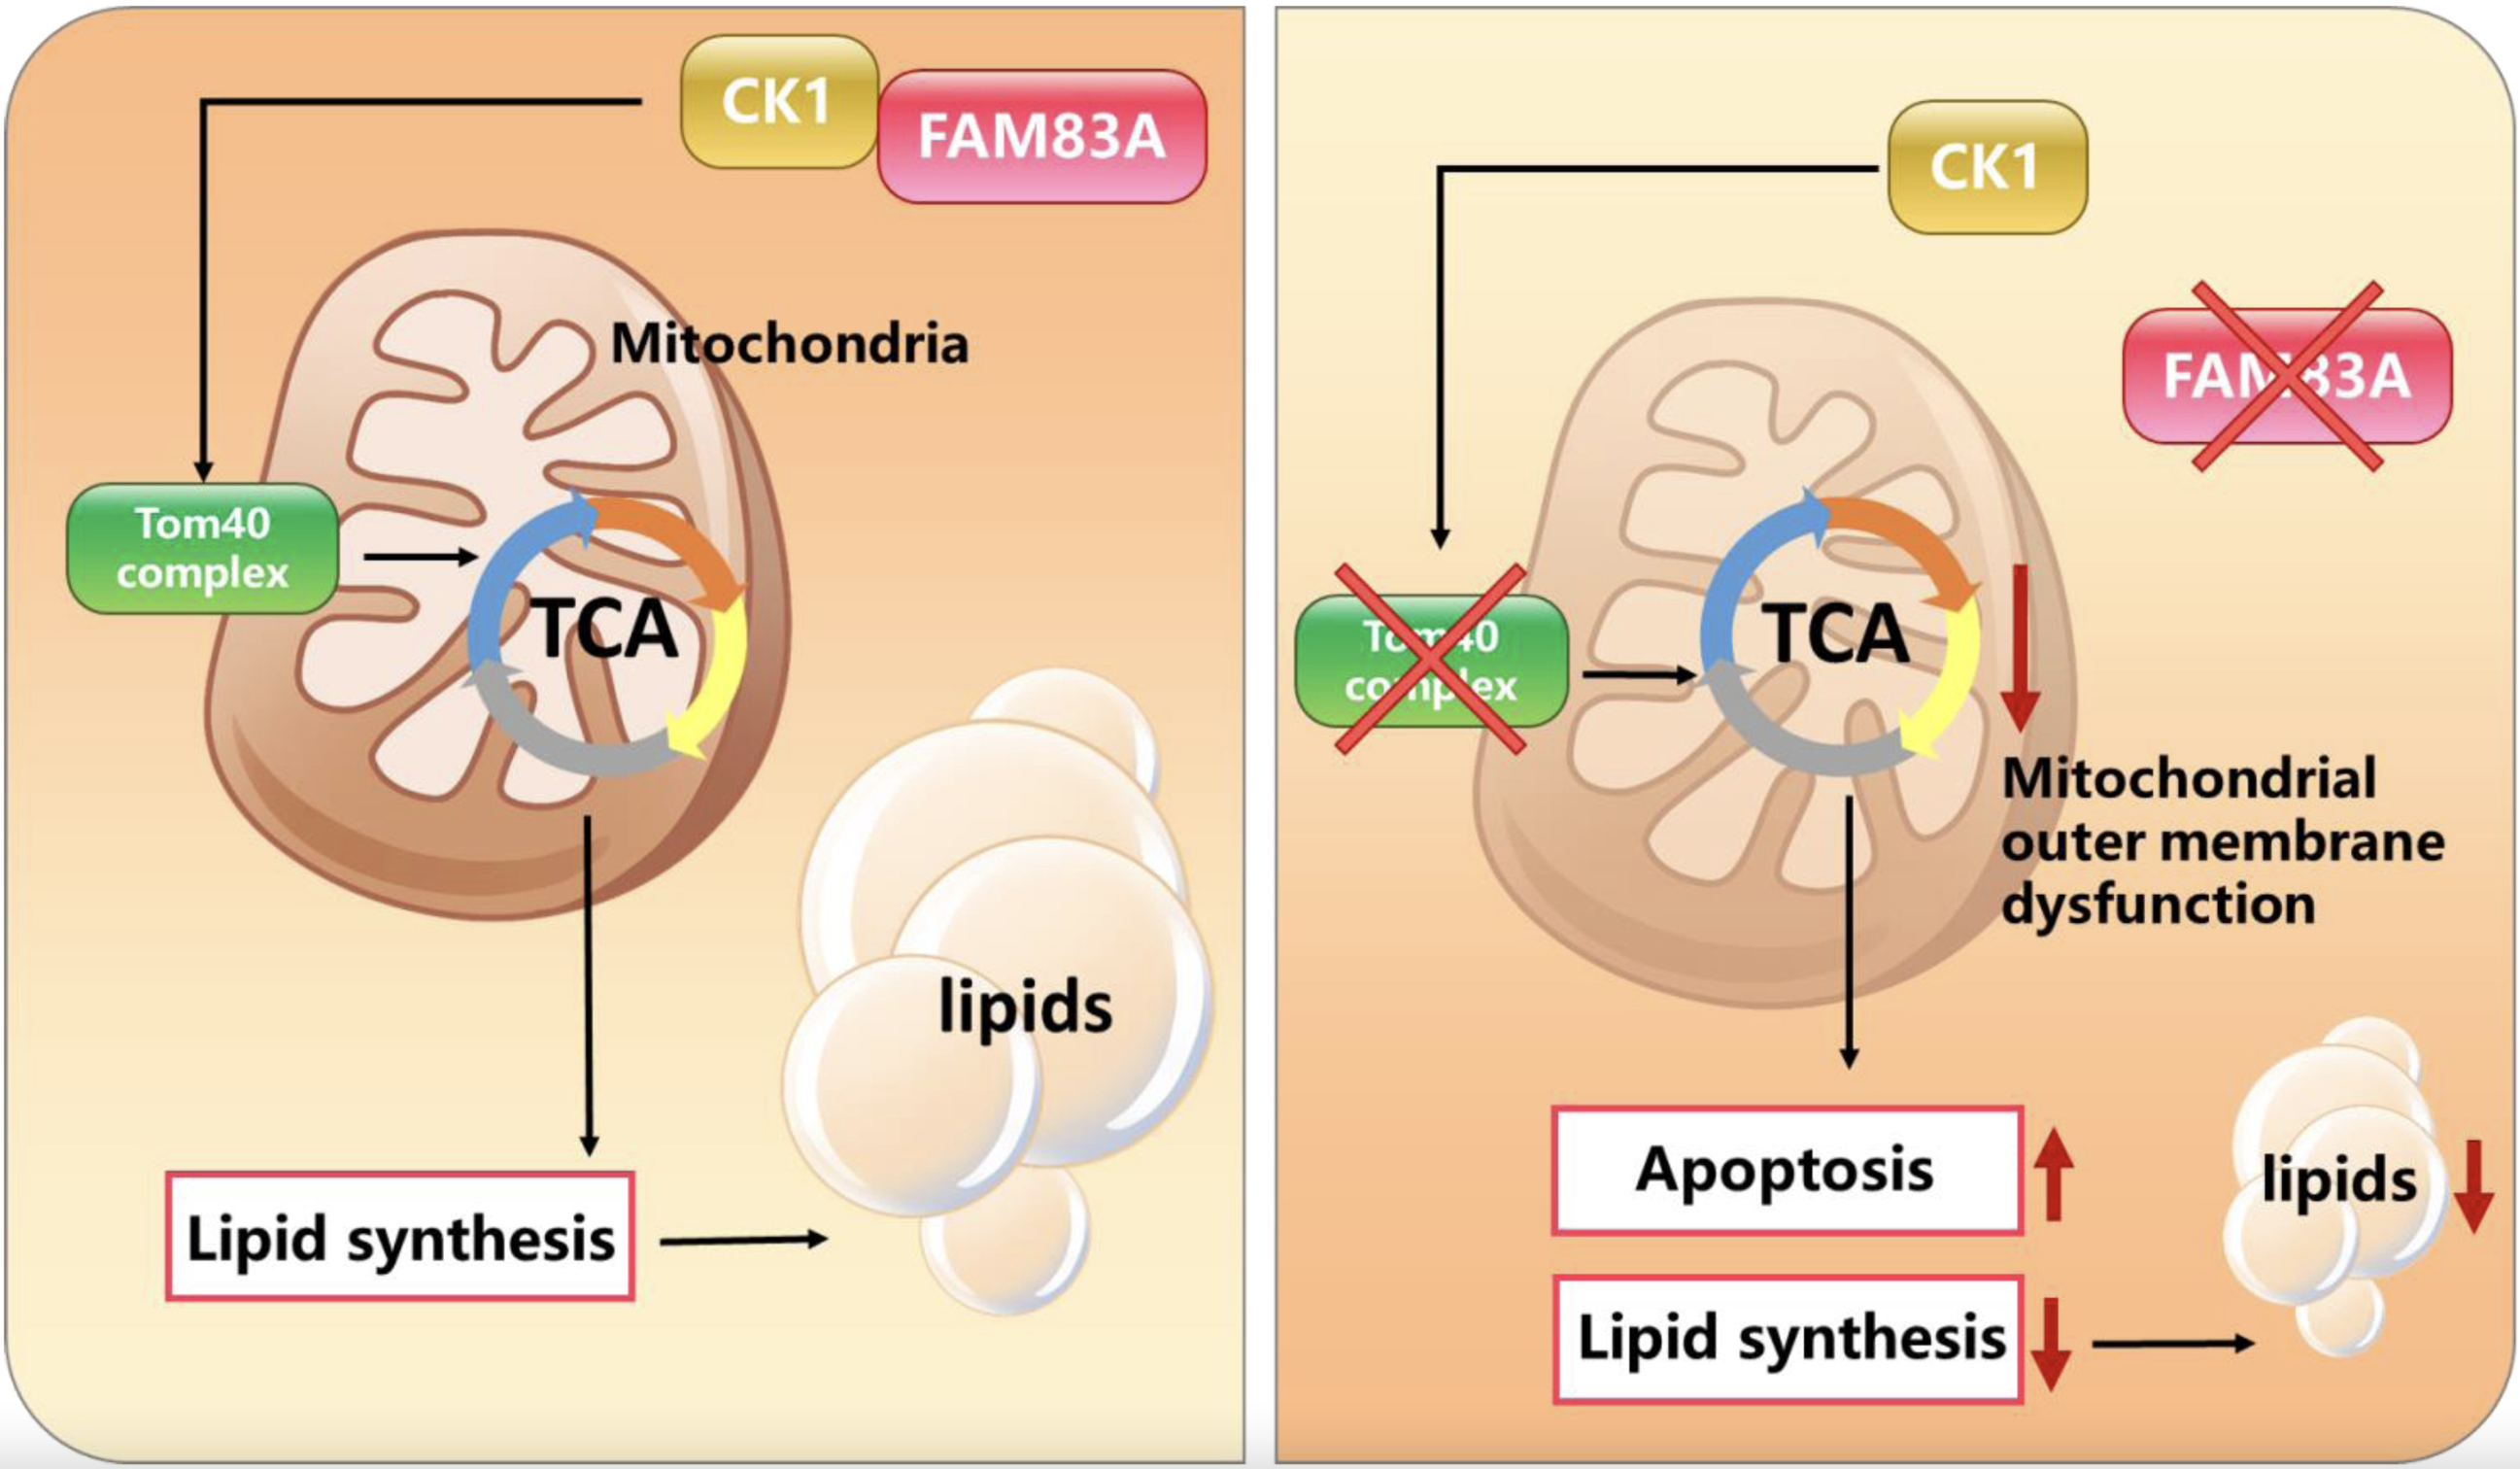 CK1
FAM83A
Mitochondria
Tom40
complex
TCA
lipids
Lipid synthesis
CK1
FAM83A
Tom40
complex
TCA
Mitochondrial
outer membrane
dysfunction
Apoptosis
lipids
Lipid synthesis